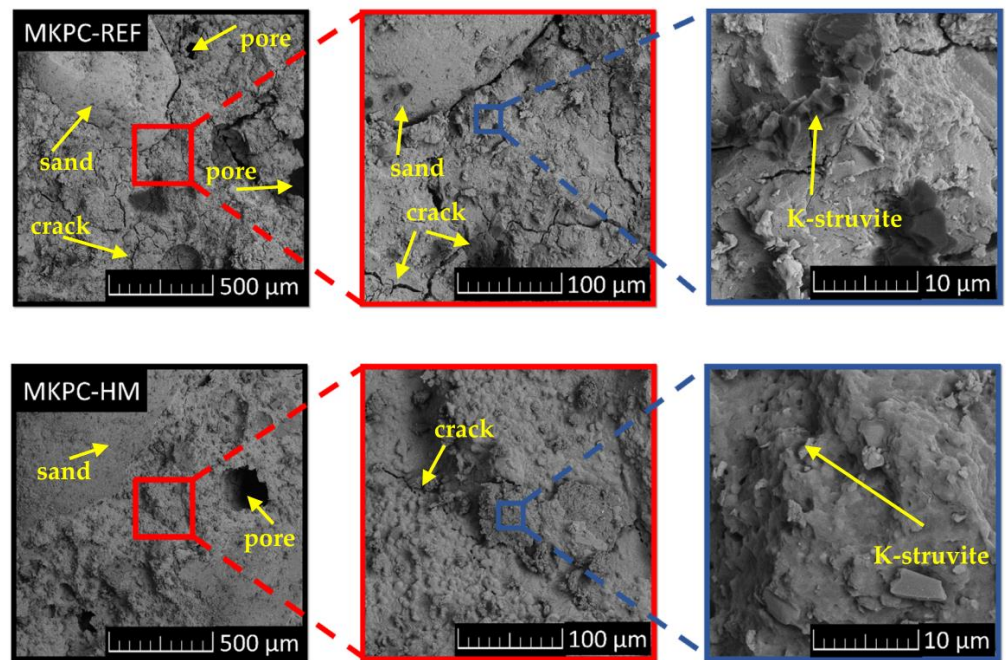 MKPC-REF
pore
sand
pore
crack
500 μm
sand
crack
100 μm
K-struvite
10 μm
MKPC-HM
sand
pore
500 μm
crack
100 μm
K-struvite
10 μm